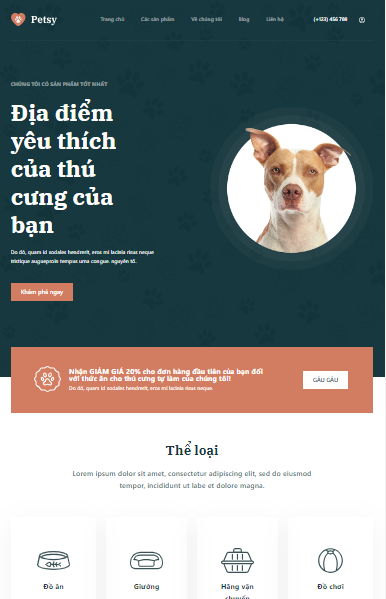 Petsy
Trang chủ Các sản phẩm Về chúng tôi Blog Liên hệ (+123) 456 789
CHÚNG TÔI CÓ SẢN PHẨM TỐT NHẤT
Địa điểm
yêu thích
của thú
cưng của
bạn
Do đó, quam id sodales hendrerit, eros mi lacinia risus neque
tristique augueproin tempus urna congue. nguyên tố.
Khám phá ngay
Nhận GIẢM GIÁ 20% cho đơn hàng đầu tiên của bạn đối
với thức ăn cho thú cưng tự làm của chúng tôi!!
Do đó, quam id sodales hendrerit, eros mi lacinia risus neque.
GÂU GÂU
Thể loại
Lorem ipsum dolor sit amet, consectetur adipiscing elit, sed do eiusmod
tempor, incididunt ut labe et dolore magna.
Đồ ăn Giường Hãng vận Đồ chơi
chuyển